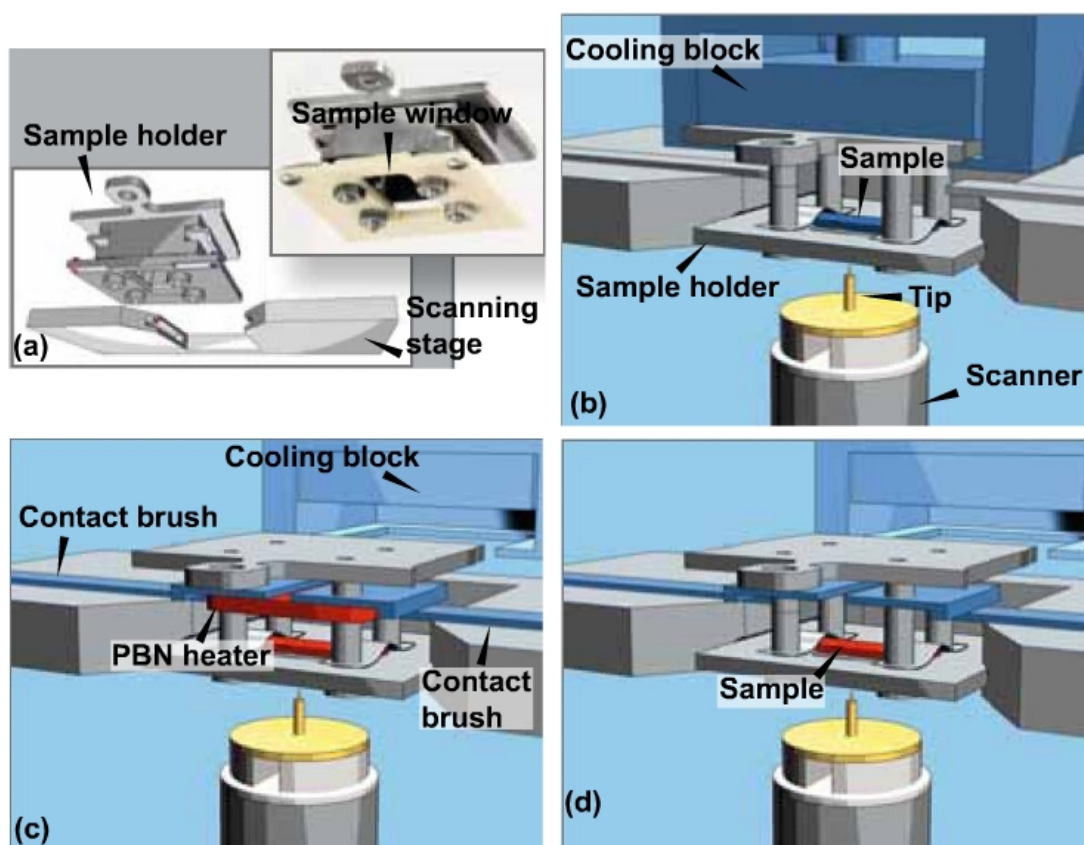 Sample holder
Sample window
Scanning
stage
(a)
Cooling block
Sample
Sample holder
Tip
Scanner
(b)
Cooling block
Contact brush
PBN heater
Contact
brush
(c)
Sample
(d)